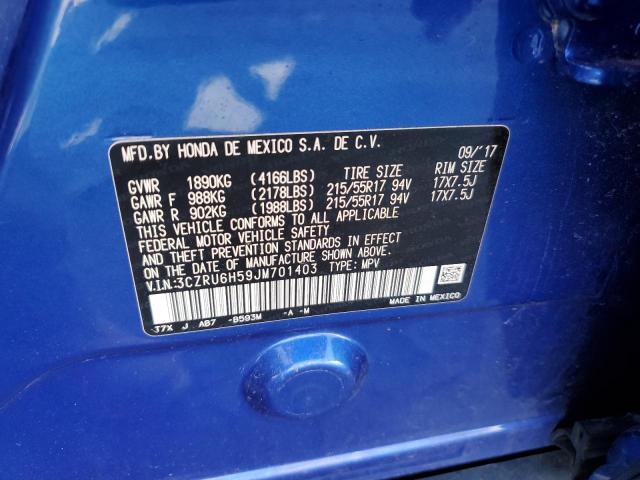 MFD.BY HONDA DE MEXICO S.A. DE C.V.
09/'17
GVWR 1890KG (4166LBS) TIRE SIZE RIM SIZE
GAWR F 988KG (2178LBS) 215/55R17 94V 17X7.5J
GAWR R 902KG (1988LBS) 215/55R17 94V 17X7.5J
THIS VEHICLE CONFORMS TO ALL APPLICABLE
FEDERAL MOTOR VEHICLE SAFETY
AND THEFT PREVENTION STANDARDS IN EFFECT
ON THE DATE OF MANUFACTURE SHOWN ABOVE.
V.I.N:3CZRU6H59JM701403 TYPE: MPV
MADE IN MEXICO
T7X J AB7 -B593M -A -M